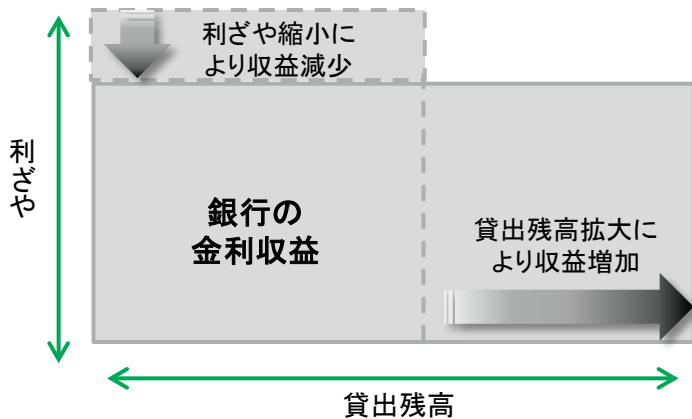 利ざや縮小に
より収益減少
利ざや
銀行の
金利収益
貸出残高拡大に
より収益増加
貸出残高